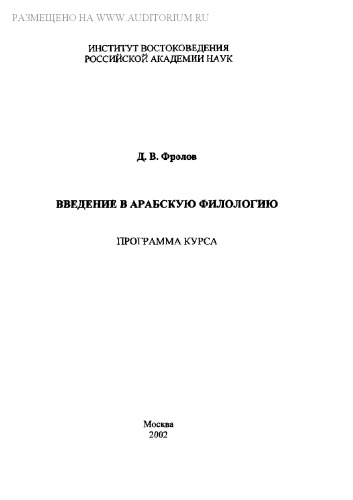 РАЗМЕЩЕНО НА WWW.AUDITORIUM.RU
ИНСТИТУТ ВОСТОКОВЕДЕНИЯ
РОССИЙСКОЙ АКАДЕМИИ НАУК
Д. В. Фролов
ВВЕДЕНИЕ В АРАБСКУЮ ФИЛОЛОГИЮ
ПРОГРАММА КУРСА
Москва
2002